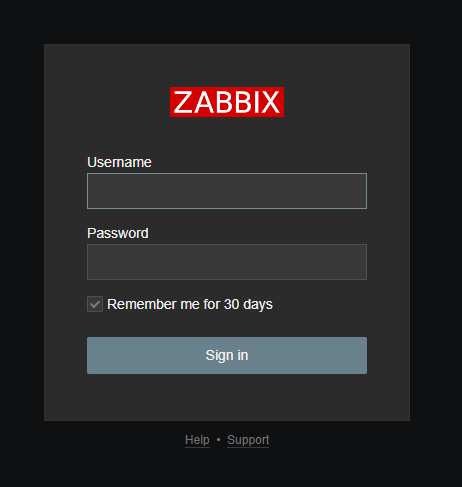 ZABBIX
Username
Password
Remember me for 30 days
Sign in
Help • Support